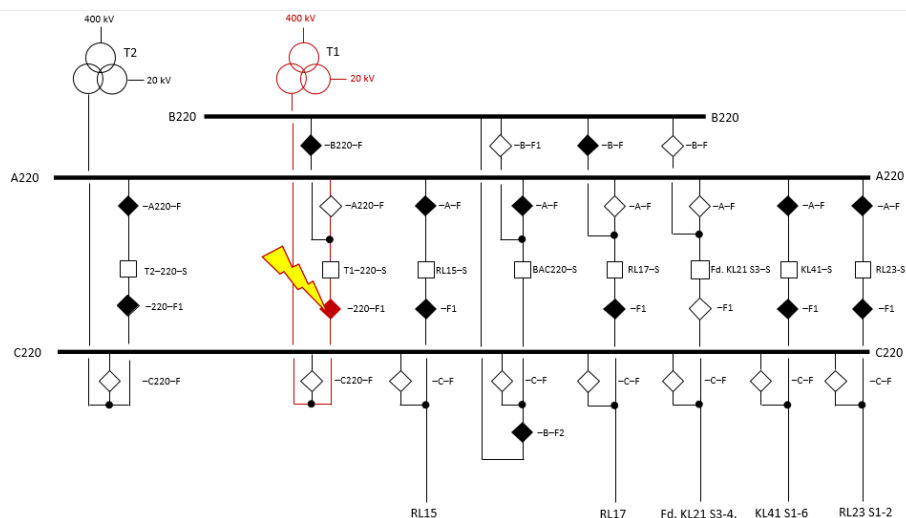 400 kV
400 kV
T2
T1
20 kV
20 kV
B220
B220
–B220–F
–B–F1
–B–F
–B–F
A220
A220
–A220–F
–A220–F
–A–F
–A–F
–A–F
–A–F
–A–F
–A–F
T2–220–S
T1–220–S
RL15–S
BAC220–S
RL17–S
Fd. KL21 S3–S
KL41–S
RL23-S
–220–F1
–220–F1
–F1
–F1
–F1
–F1
–F1
C220
C220
–C220–F
–C220–F
–C–F
–C–F
–C–F
–C–F
–C–F
–C–F
–B–F2
RL15
RL17
Fd. KL21 S3–4.
KL41 S1-6
RL23 S1-2